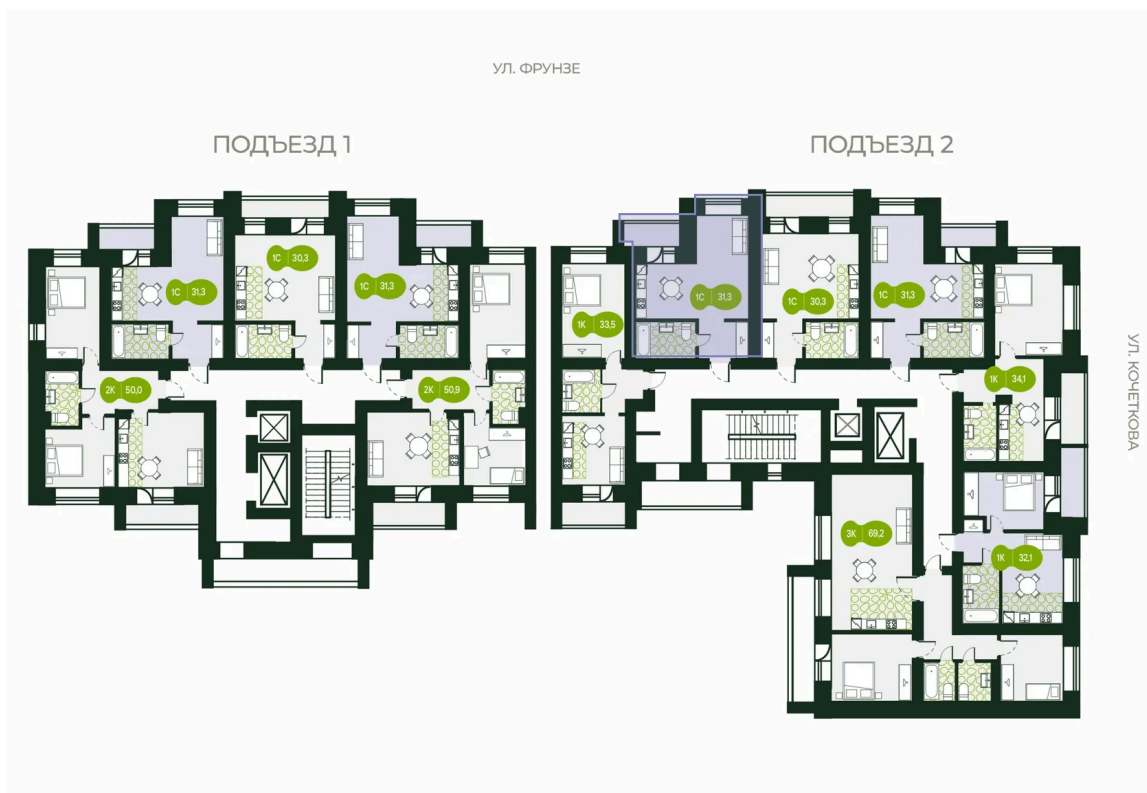 УЛ. ФРУНЗЕ
ПОДЪЕЗД 1
ПОДЪЕЗД 2
1С 31,3
1С 30,3
1С 31,3
2К 50,0
2К 50,9
1К 33,5
1С 31,3
1С 30,3
1С 31,3
1К 34,1
3К 69,2
1К 32,1
УЛ. КОЧЕТКОВА